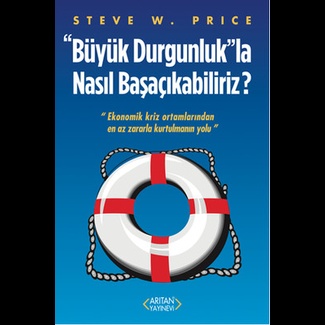 STEVE W. PRICE
“Büyük Durgunluk”la
Nasıl Başaçıkabiliriz?
“ Ekonomik kriz ortamlarından
en az zararla kurtulmanın yolu ”
ARITAN
YAYINEVİ